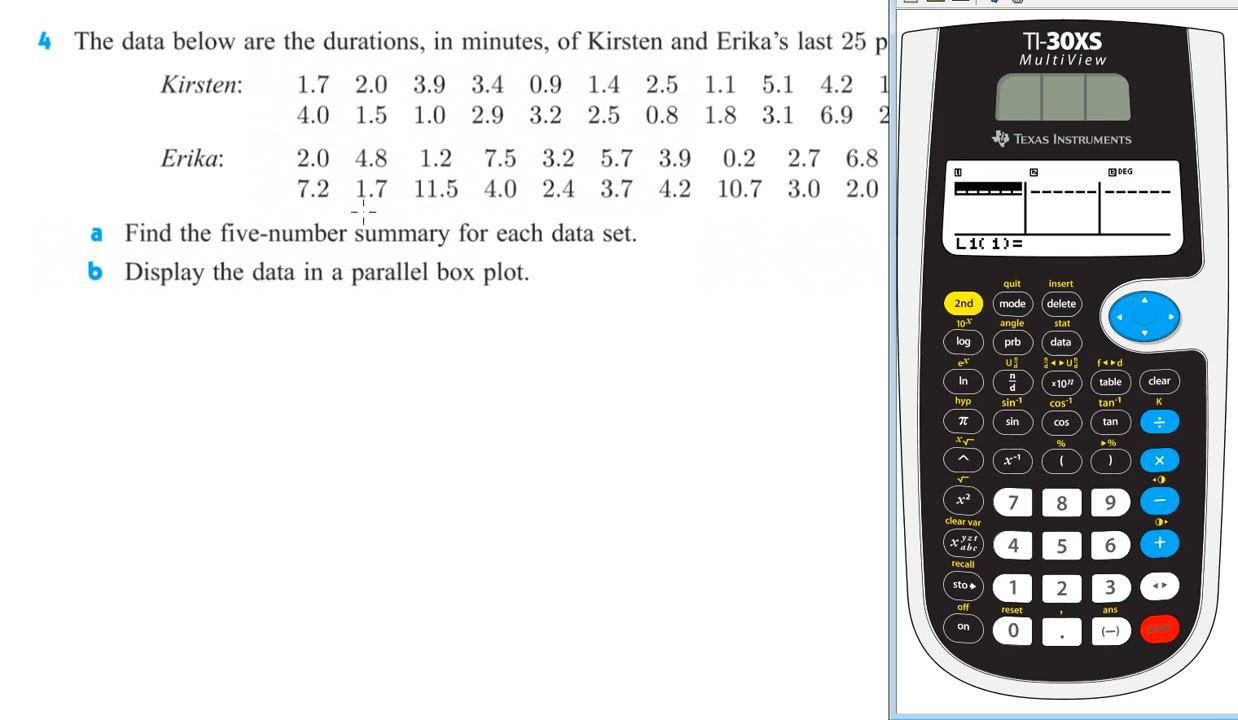 4 The data below are the durations, in minutes, of Kirsten and Erika's last 25 p
Kirsten: 1.7 2.0 3.9 3.4 0.9 1.4 2.5 1.1 5.1 4.2 1
4.0 1.5 1.0 2.9 3.2 2.5 0.8 1.8 3.1 6.9 2
Erika: 2.0 4.8 1.2 7.5 3.2 5.7 3.9 0.2 2.7 6.8
7.2 1.7 11.5 4.0 2.4 3.7 4.2 10.7 3.0 2.0
a Find the five-number summary for each data set.
b Display the data in a parallel box plot.
TI-30XS
MultiView
TEXAS INSTRUMENTS
1 2 3 DEG
L1(1)=
quit insert
2nd mode delete
10ˣ angle stat
log prb data
eˣ U n/d n/d ◄►U n/d f◄►d
ln n/d ×10ⁿ table clear
hyp sin⁻¹ cos⁻¹ tan⁻¹ K
π sin cos tan ÷
ˣ√ % ►%
^ x⁻¹ ( ) ×
√
x² 7 8 9 −
clear var
x yzt abc 4 5 6 +
recall
sto► 1 2 3 ◄►
off reset , ans
on 0 . (−) enter